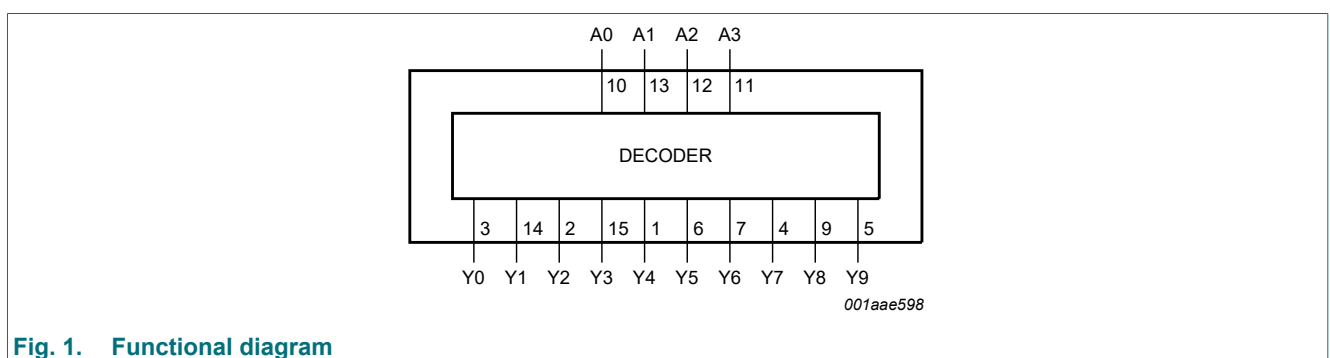 A0 A1 A2 A3
10 13 12 11
DECODER
3 14 2 15 1 6 7 4 9 5
Y0 Y1 Y2 Y3 Y4 Y5 Y6 Y7 Y8 Y9
001aae598
Fig. 1. Functional diagram